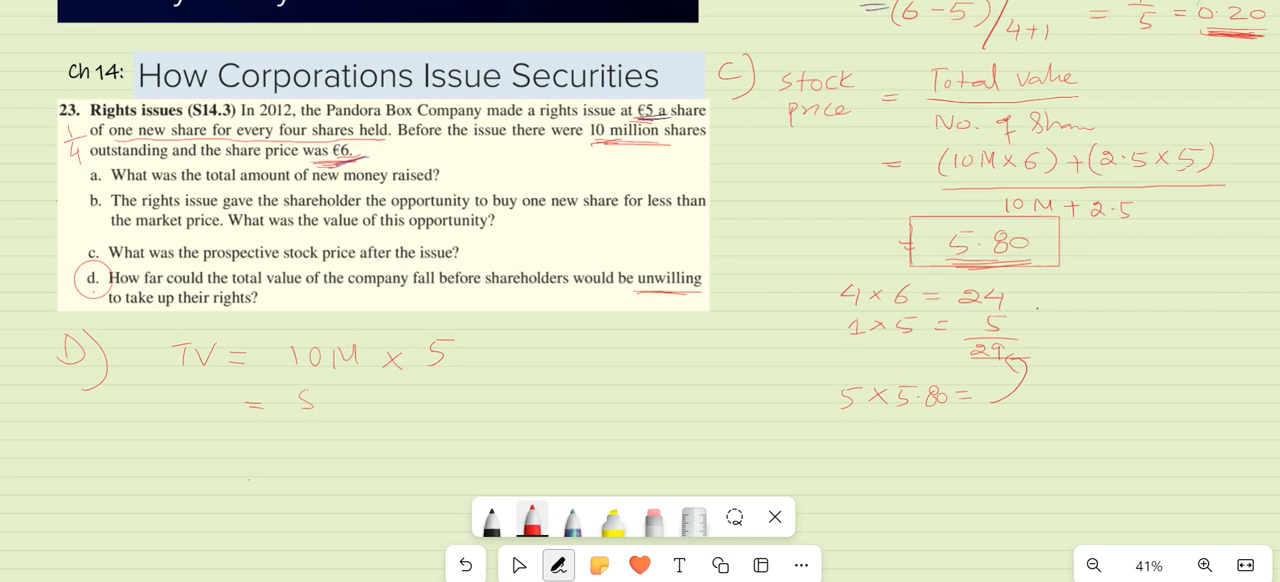 = (6 - 5) / 4+1 = 1/5 = 0.20
Ch 14: How Corporations Issue Securities
23. Rights issues (S14.3) In 2012, the Pandora Box Company made a rights issue at €5 a share
of one new share for every four shares held. Before the issue there were 10 million shares
outstanding and the share price was €6.
1/4
a. What was the total amount of new money raised?
b. The rights issue gave the shareholder the opportunity to buy one new share for less than
the market price. What was the value of this opportunity?
c. What was the prospective stock price after the issue?
d. How far could the total value of the company fall before shareholders would be unwilling
to take up their rights?
C) stock price = Total value / No. of Share
= (10M x 6) + (2.5 x 5) / 10M + 2.5
= 5.80
4 x 6 = 24
1 x 5 = 5
29
5 x 5.80 =
D) TV = 10M x 5
=
41%